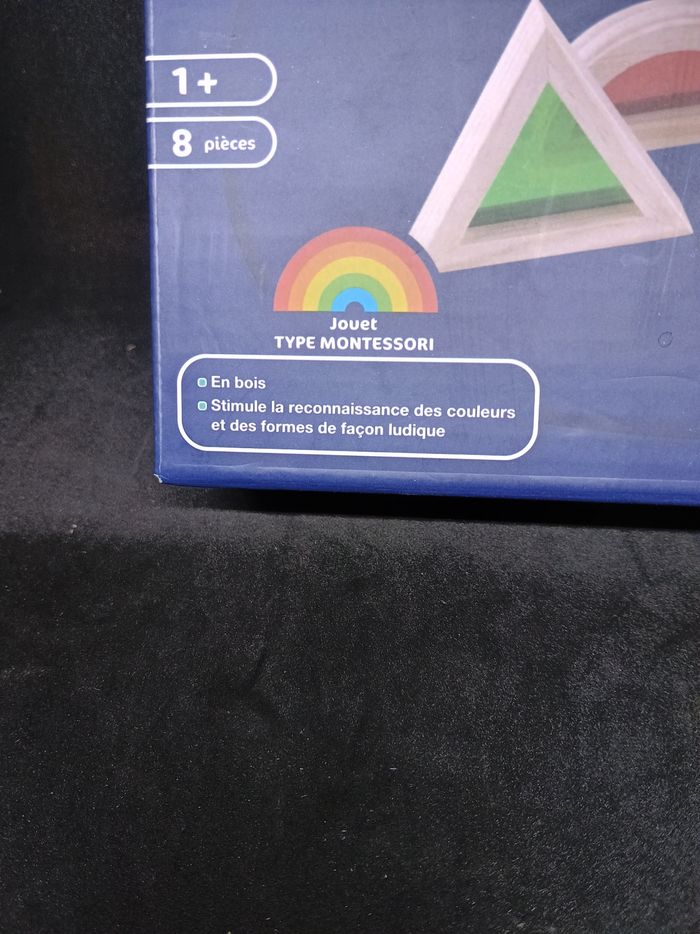 1+
8 pièces
Jouet
TYPE MONTESSORI
En bois
Stimule la reconnaissance des couleurs
et des formes de façon ludique